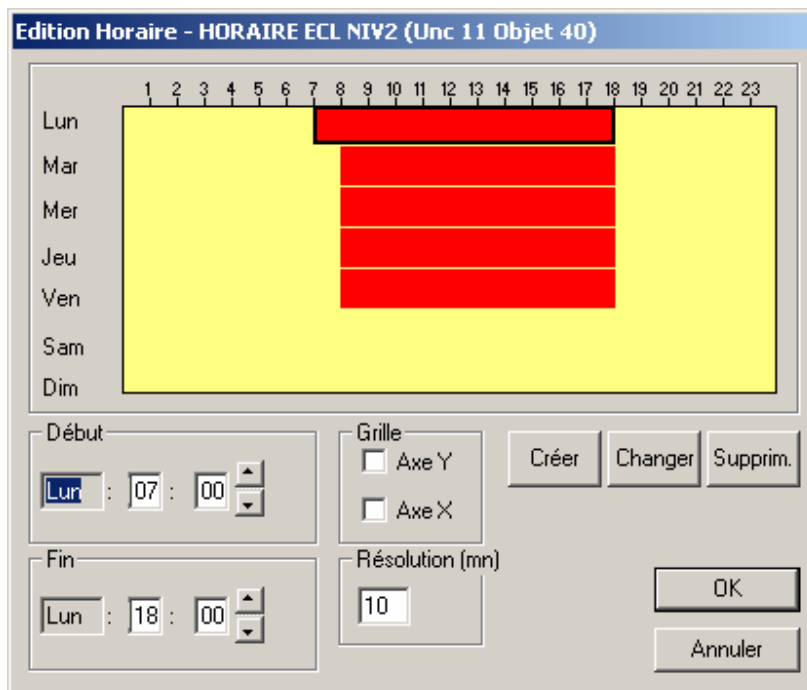 Edition Horaire - HORAIRE ECL NIV2 (Unc 11 Objet 40)
1 2 3 4 5 6 7 8 9 10 11 12 13 14 15 16 17 18 19 20 21 22 23
Lun
Mar
Mer
Jeu
Ven
Sam
Dim
Début
Lun : 07 : 00
Grille
Axe Y
Axe X
Créer Changer Supprim.
Fin
Lun : 18 : 00
Résolution (mn)
10
OK
Annuler